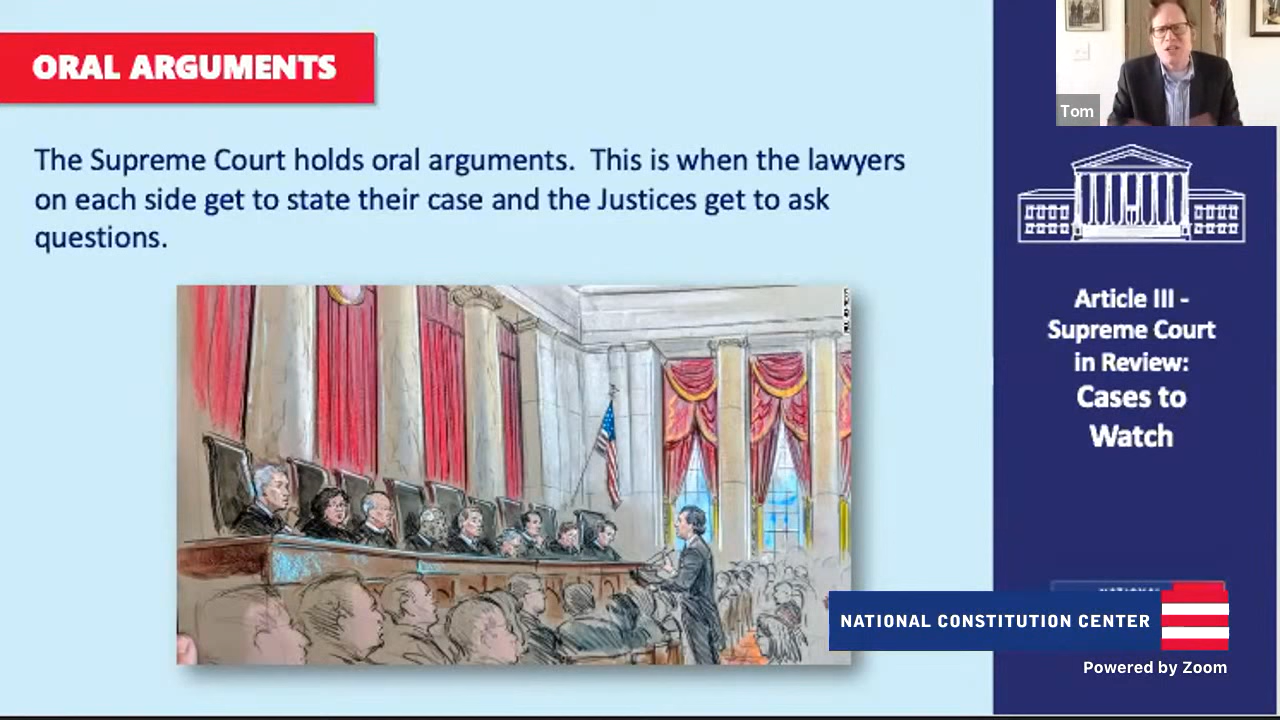 ORAL ARGUMENTS
The Supreme Court holds oral arguments.  This is when the lawyers
on each side get to state their case and the Justices get to ask
questions.
Tom
Article III -
Supreme Court
in Review:
Cases to
Watch
NATIONAL CONSTITUTION CENTER
Powered by Zoom